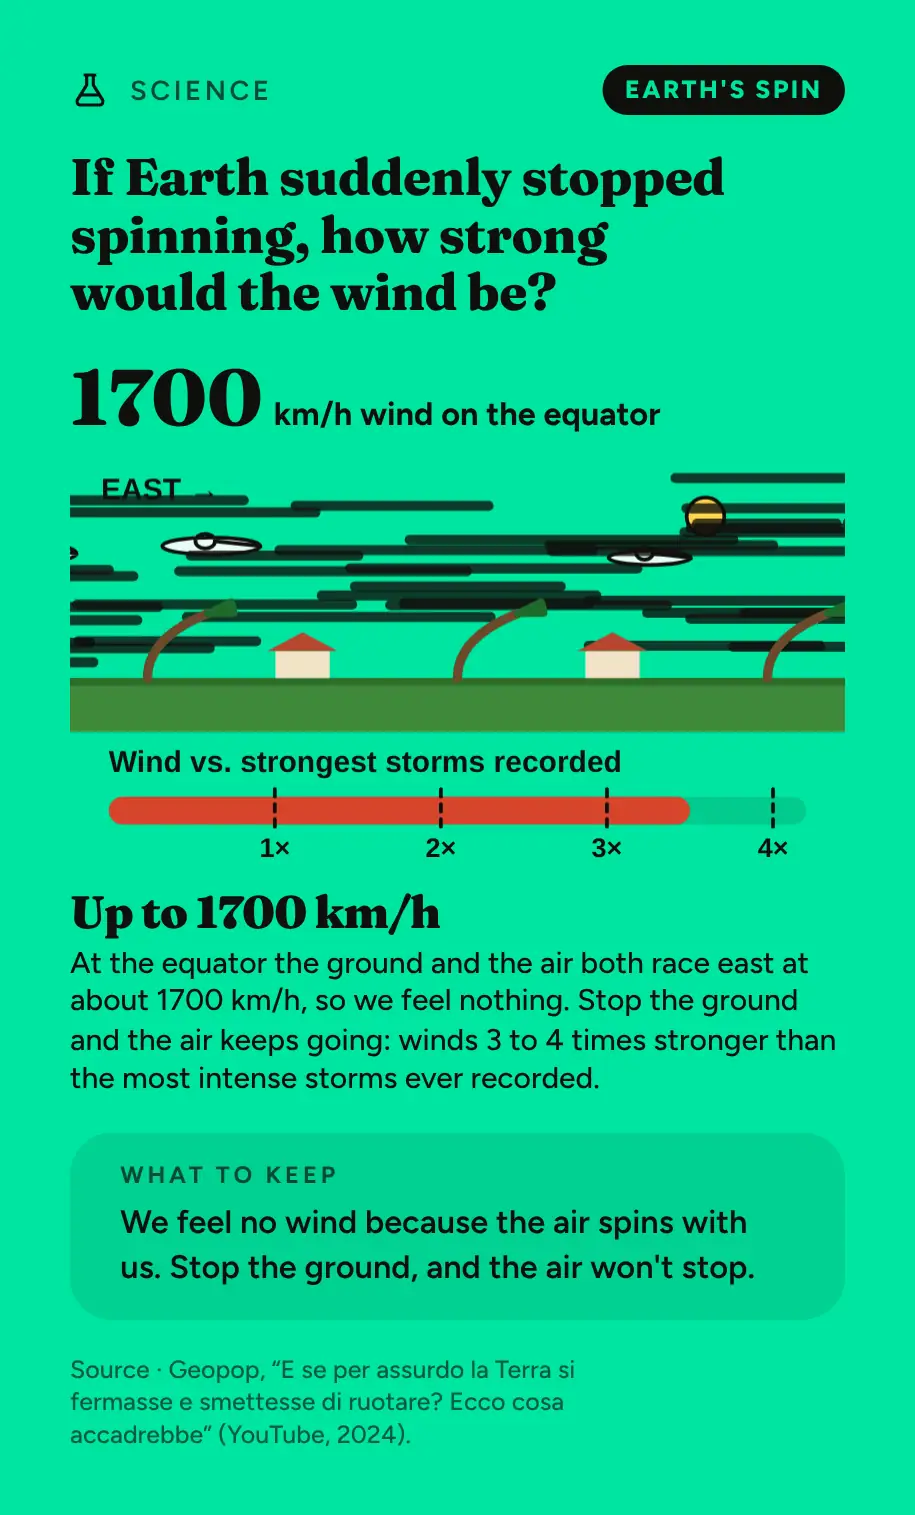 SCIENCE
EARTH'S SPIN
If Earth suddenly stopped
spinning, how strong
would the wind be?
1700 km/h wind on the equator
EAST →
Wind vs. strongest storms recorded
1× 2× 3× 4×
Up to 1700 km/h
At the equator the ground and the air both race east at
about 1700 km/h, so we feel nothing. Stop the ground
and the air keeps going: winds 3 to 4 times stronger than
the most intense storms ever recorded.
WHAT TO KEEP
We feel no wind because the air spins with
us. Stop the ground, and the air won't stop.
Source · Geopop, “E se per assurdo la Terra si
fermasse e smettesse di ruotare? Ecco cosa
accadrebbe” (YouTube, 2024).